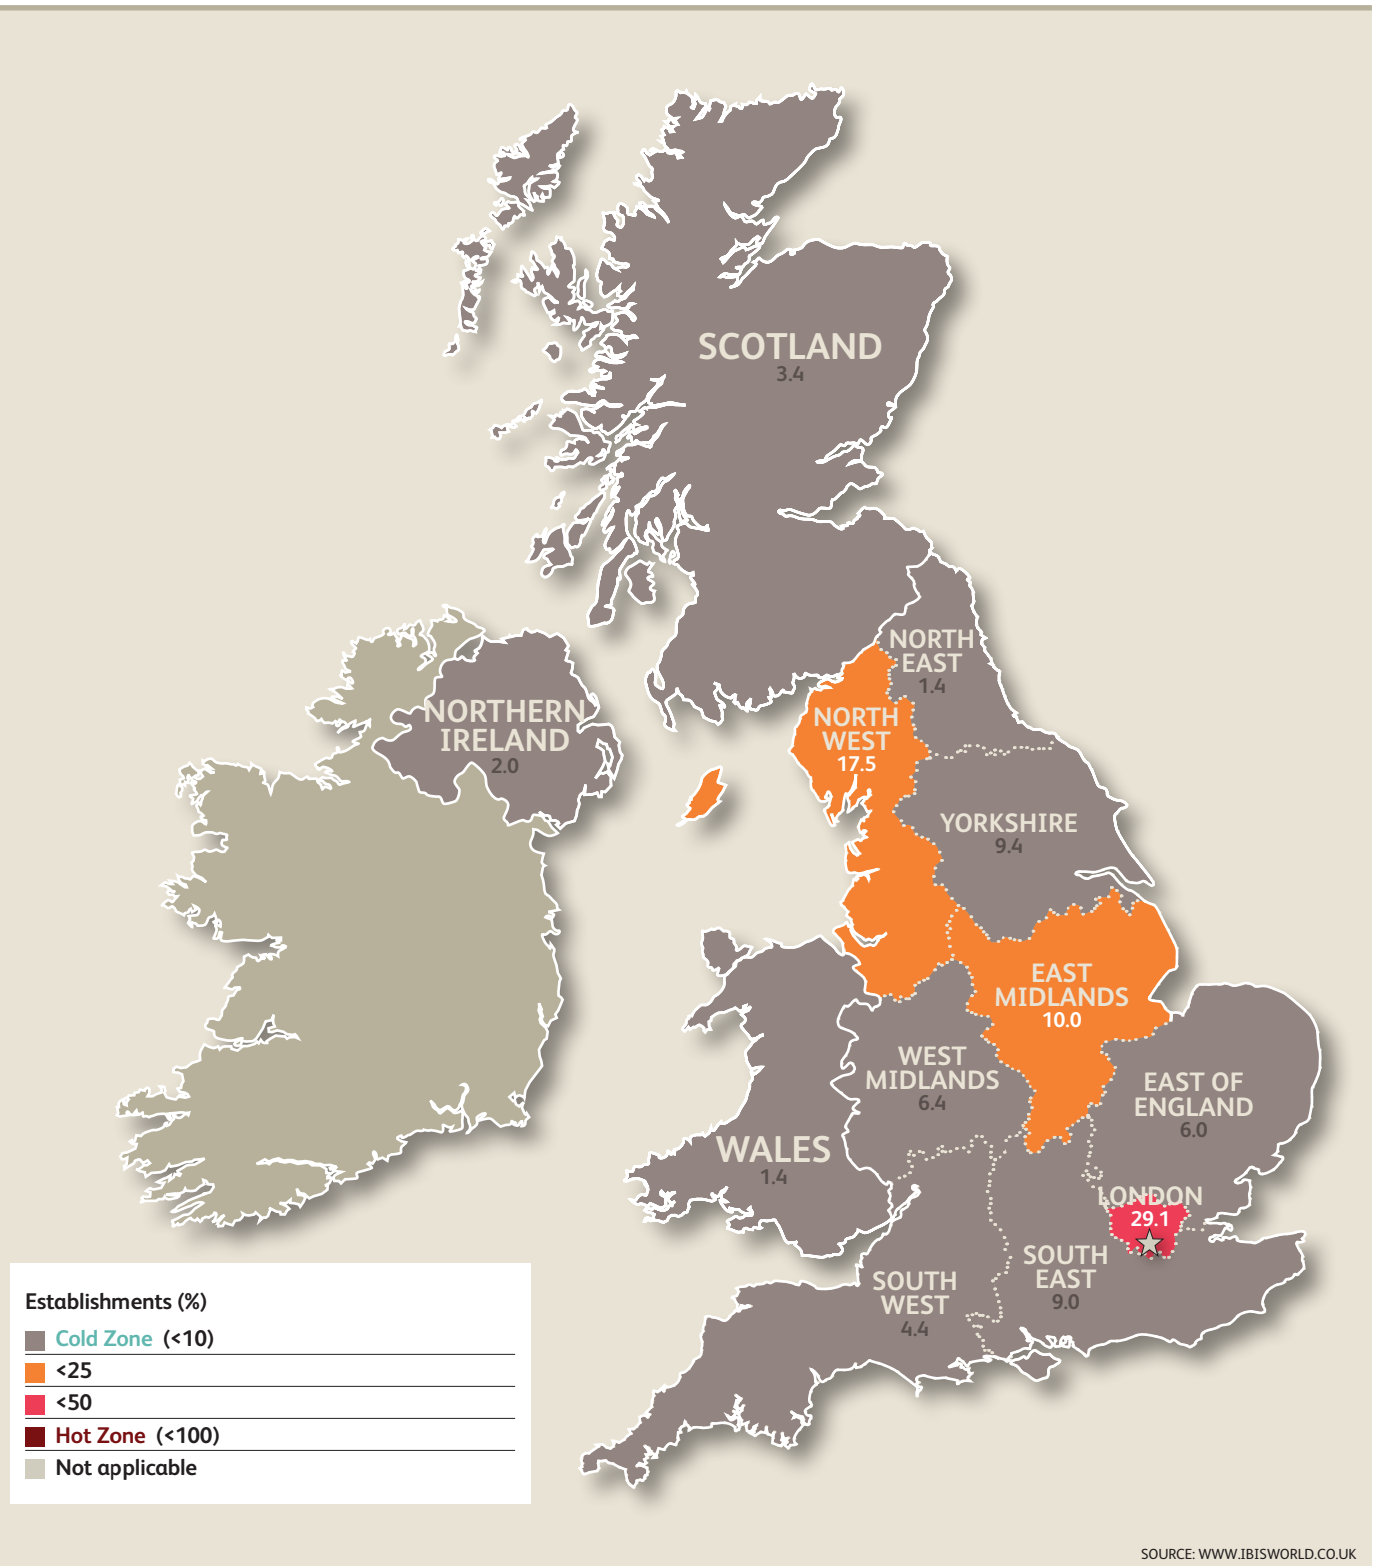 SCOTLAND
3.4
NORTH
EAST
1.4
NORTHERN
IRELAND
2.0
NORTH
WEST
17.5
YORKSHIRE
9.4
EAST
MIDLANDS
10.0
WEST
MIDLANDS
6.4
EAST OF
ENGLAND
6.0
WALES
1.4
LONDON
29.1
SOUTH
EAST
9.0
SOUTH
WEST
4.4
Establishments (%)
Cold Zone (<10)
<25
<50
Hot Zone (<100)
Not applicable
SOURCE: WWW.IBISWORLD.CO.UK